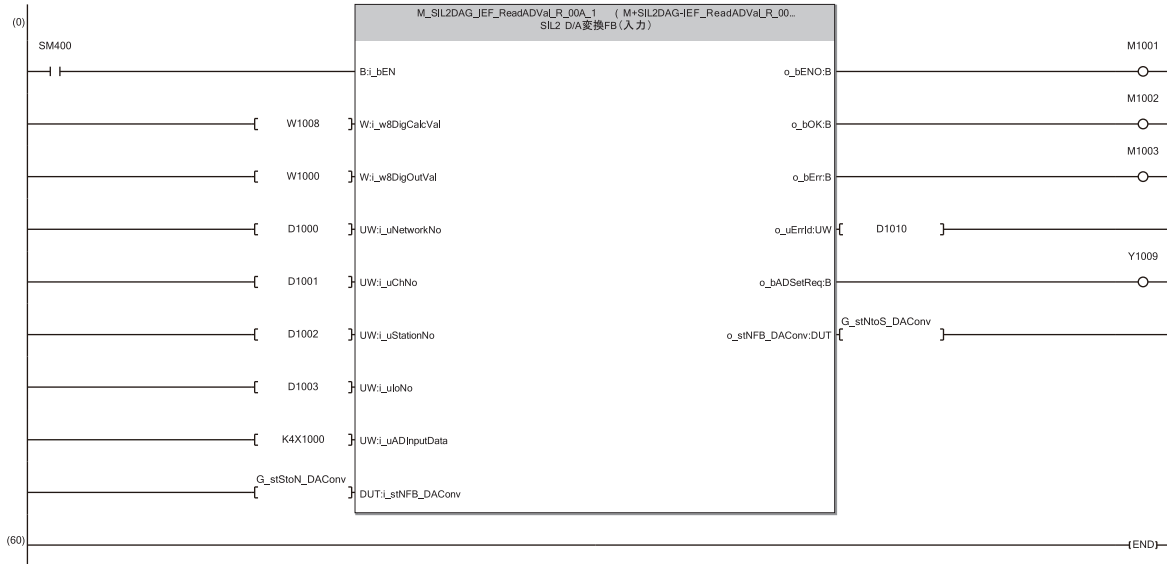 M_SIL2DAG_IEF_ReadADVal_R_00A_1 ( M+SIL2DAG-IEF_ReadADVal_R_00...
SIL2 D/A変換FB(入力)
(0)
SM400
B:i_bEN
o_bENO:B
M1001
W1008
W:i_w8DigCalcVal
o_bOK:B
M1002
W1000
W:i_w8DigOutVal
o_bErr:B
M1003
D1000
UW:i_uNetworkNo
o_uErrId:UW
D1010
D1001
UW:i_uChNo
o_bADSetReq:B
Y1009
D1002
UW:i_uStationNo
o_stNFB_DAConv:DUT
G_stNtoS_DAConv
D1003
UW:i_uIoNo
K4X1000
UW:i_uADInputData
G_stStoN_DAConv
DUT:i_stNFB_DAConv
(60)
END